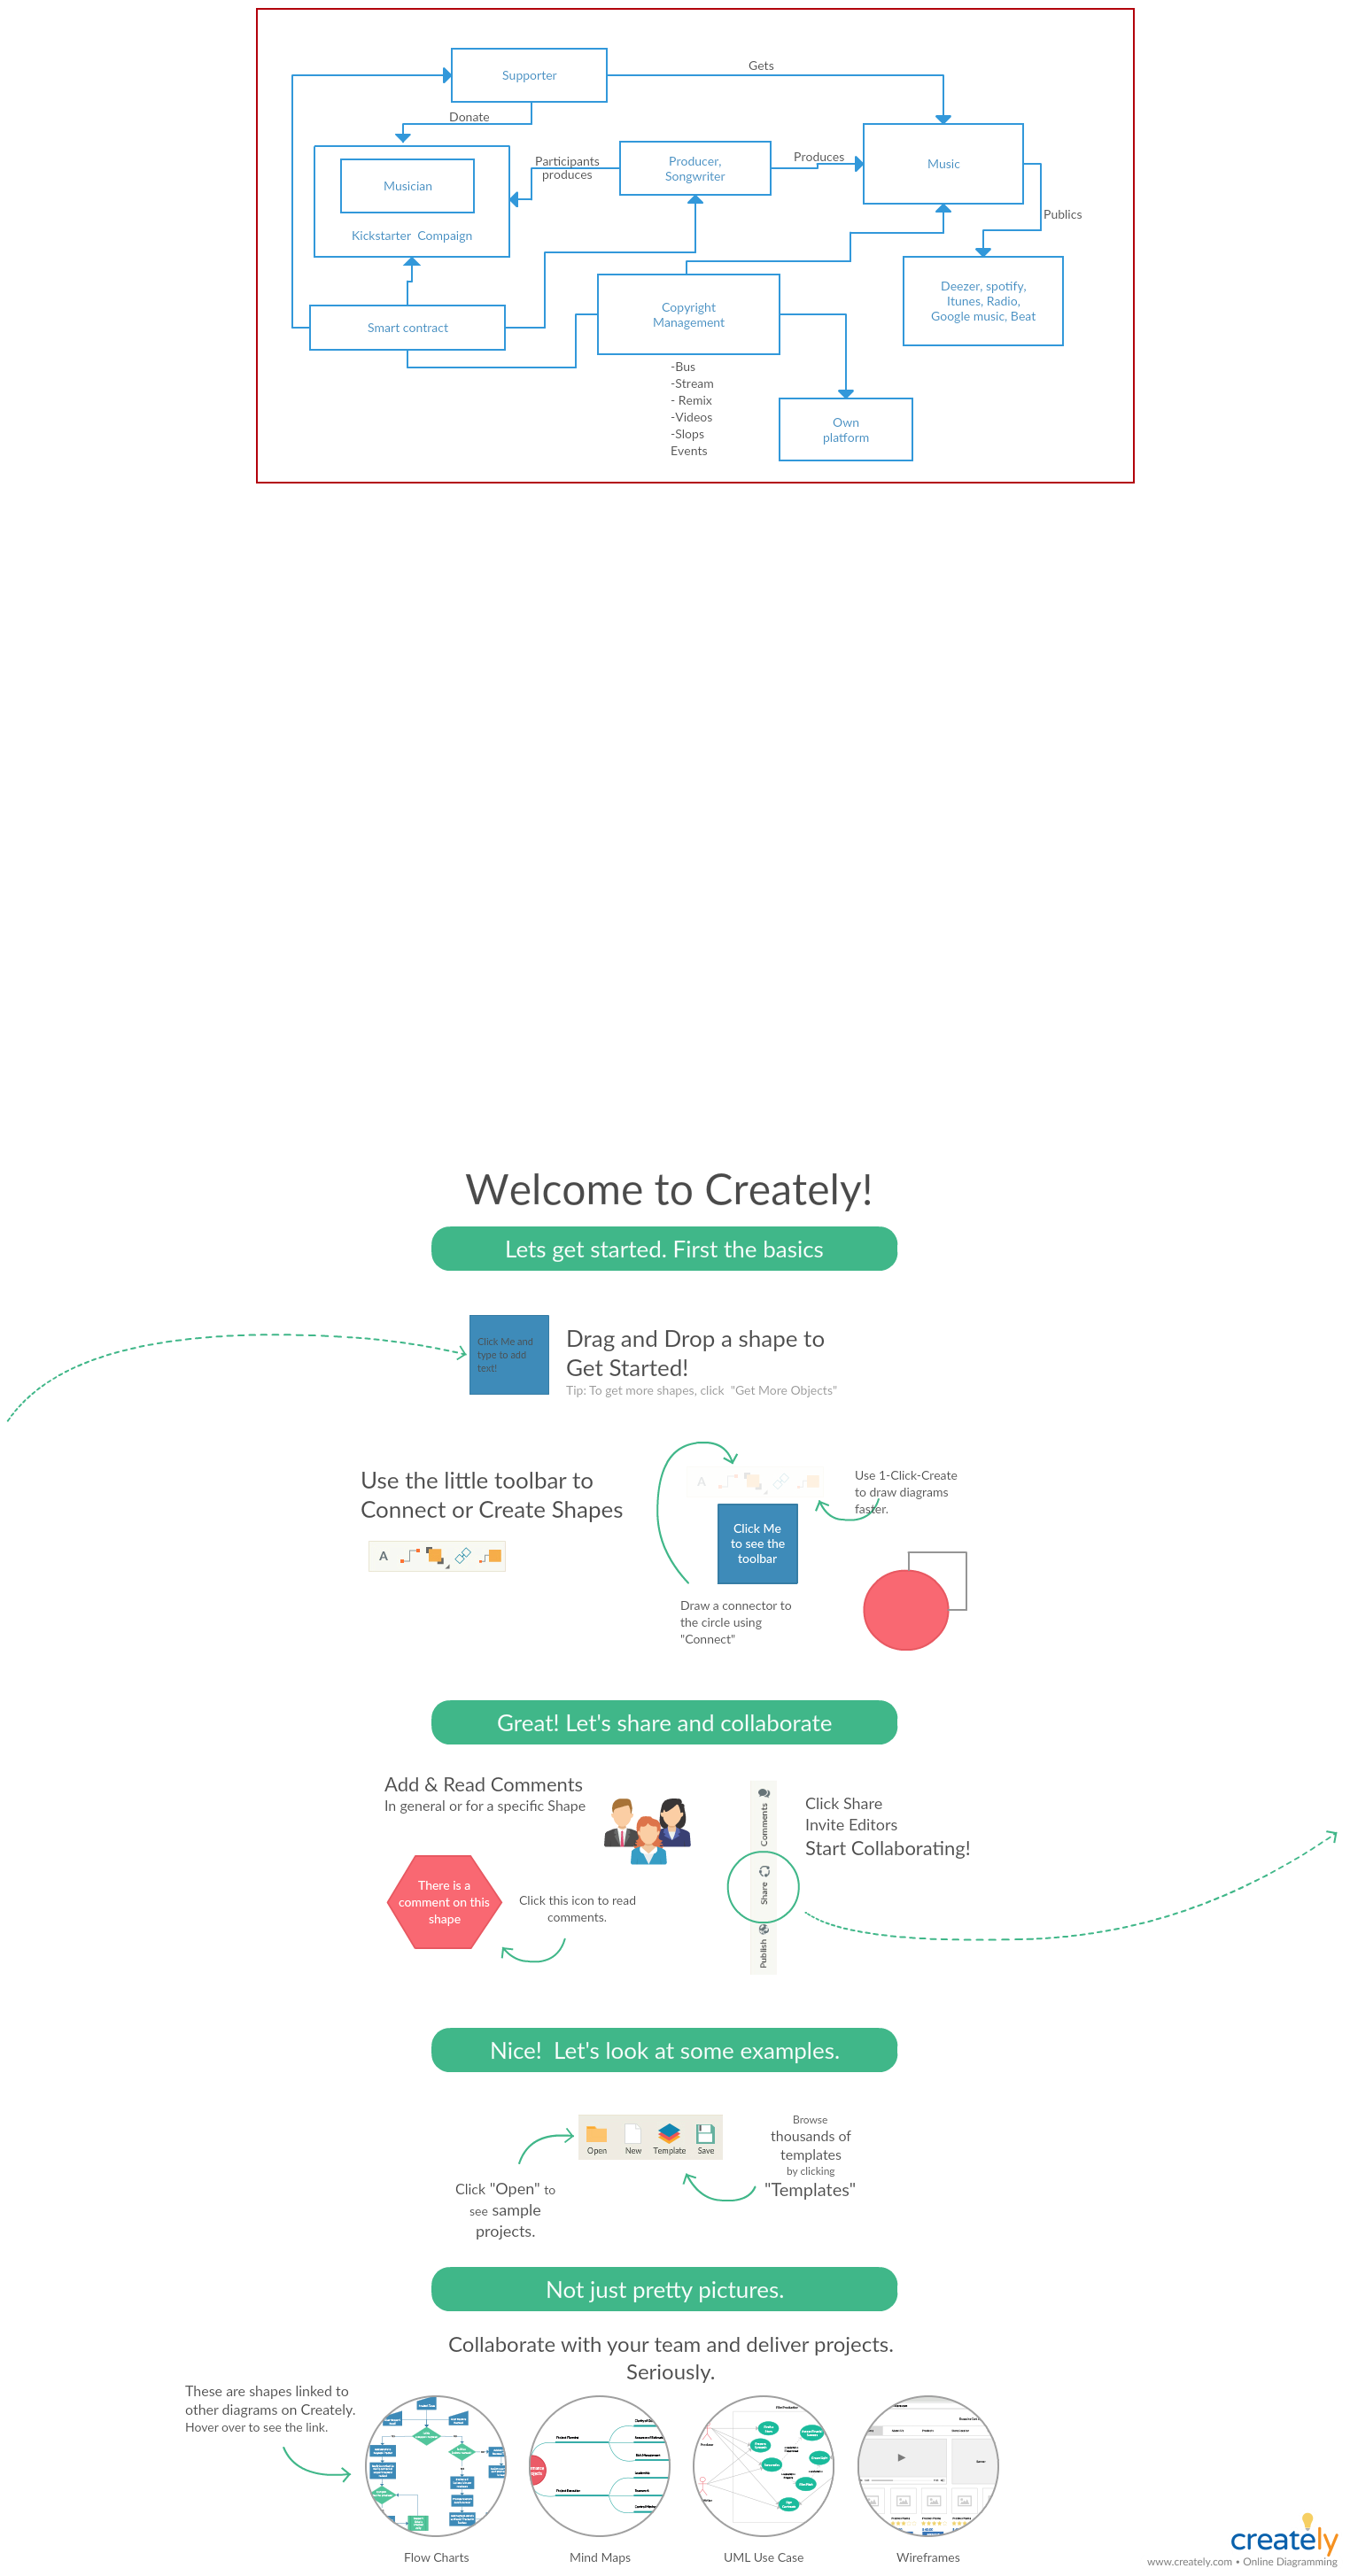 Supporter
Gets
Donate
Participants
produces
Producer,
Songwriter
Produces
Music
Musician
Kickstarter  Compaign
Publics
Deezer, spotify,
Itunes, Radio,
Google music, Beat
Smart contract
Copyright
Management
-Bus
-Stream
- Remix
-Videos
-Slops
Events
Own
platform
Welcome to Creately!
Lets get started. First the basics
Click Me and
type to add
text!
Drag and Drop a shape to
Get Started!
Tip: To get more shapes, click  "Get More Objects"
Use the little toolbar to
Connect or Create Shapes
A
A
Use 1-Click-Create
to draw diagrams
faster.
Click Me
to see the
toolbar
Draw a connector to
the circle using
"Connect"
Great! Let's share and collaborate
Add & Read Comments
In general or for a specific Shape
There is a
comment on this
shape
Click this icon to read
comments.
Comments
Share
Publish
Click Share
Invite Editors
Start Collaborating!
Nice!  Let's look at some examples.
Open
New
Template
Save
Click "Open" to
see sample
projects.
Browse
thousands of
templates
by clicking
"Templates"
Not just pretty pictures.
Collaborate with your team and deliver projects.
Seriously.
These are shapes linked to
other diagrams on Creately.
Hover over to see the link.
Project Planning
Project Execution
Risk Management
Leadership
Teamwork
Flow Charts
Mind Maps
UML Use Case
Wireframes
creately
www.creately.com • Online Diagramming